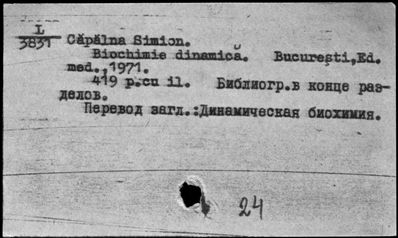 L
3831 Căpâlna Simion.
Biochimie dinamică. București,Ed.
med.,1971.
419 p.cu il. Библиогр.в конце раз-
делов.
Перевод загл.:Динамическая биохимия.
24